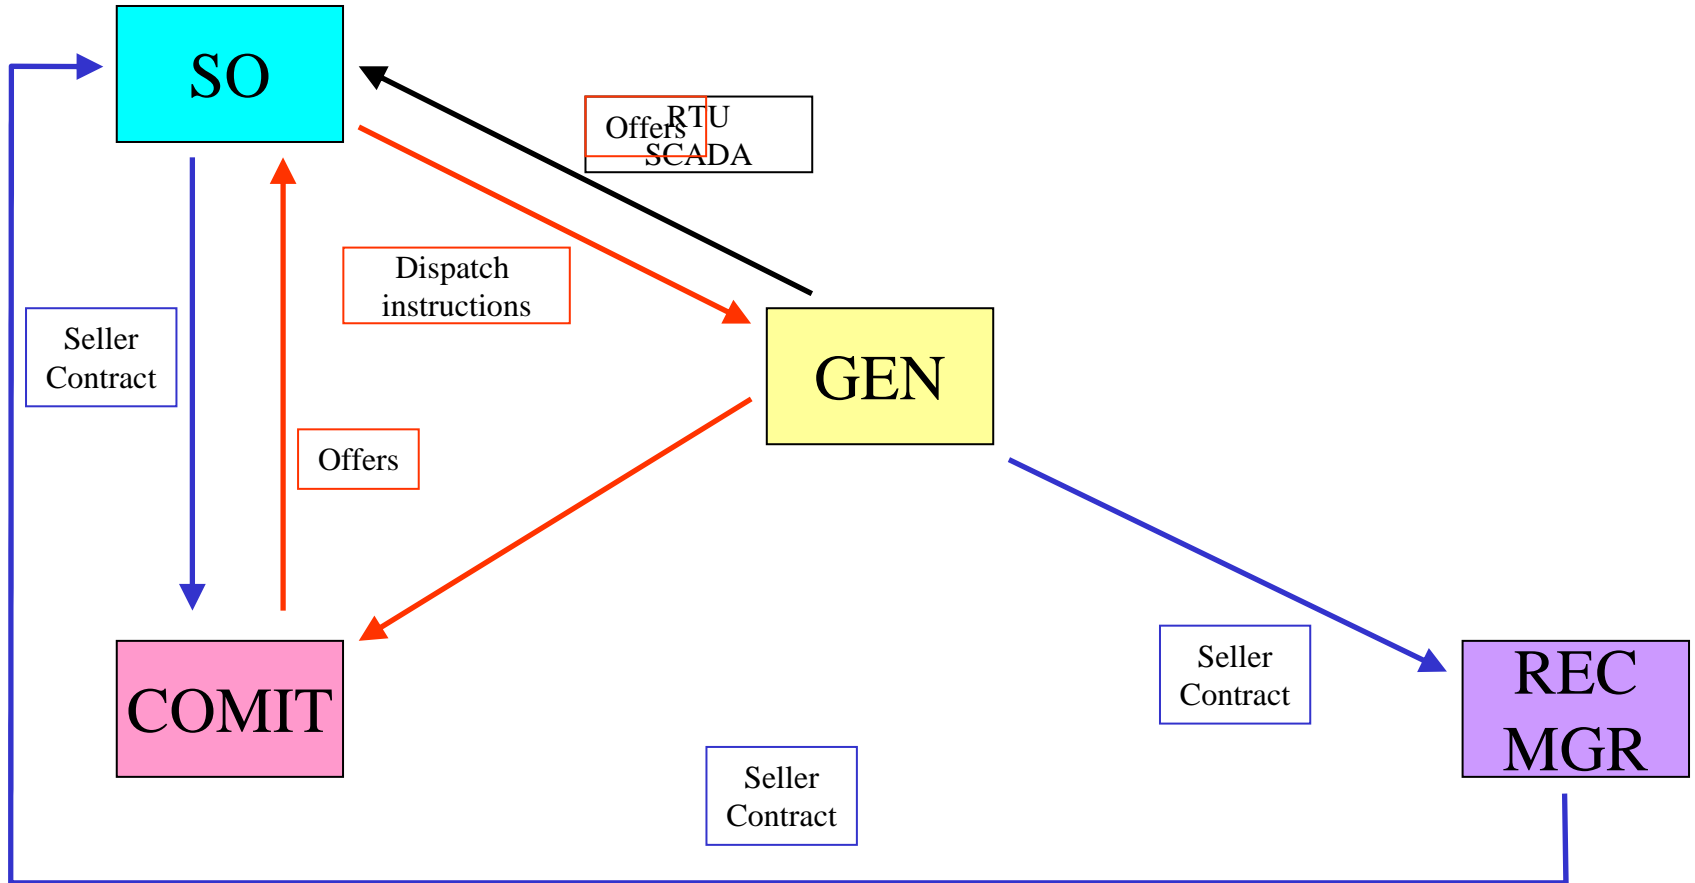 SO
Offers
RTU
SCADA
Dispatch
instructions
Seller
Contract
GEN
Offers
Seller
Contract
REC
MGR
COMIT
Seller
Contract